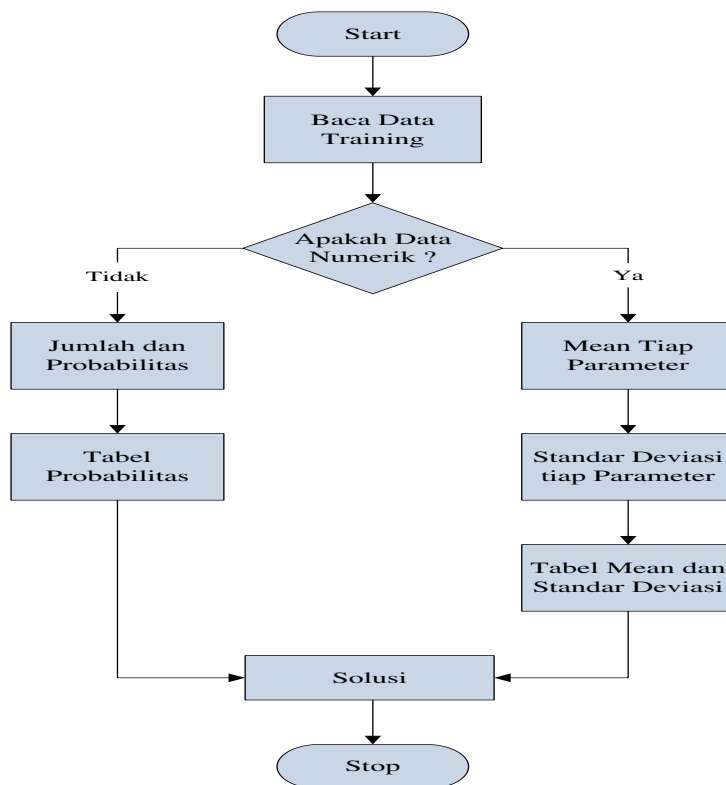 Start
Baca Data
Training
Apakah Data
Numerik ?
Tidak
Ya
Jumlah dan
Probabilitas
Mean Tiap
Parameter
Tabel
Probabilitas
Standar Deviasi
tiap Parameter
Tabel Mean dan
Standar Deviasi
Solusi
Stop